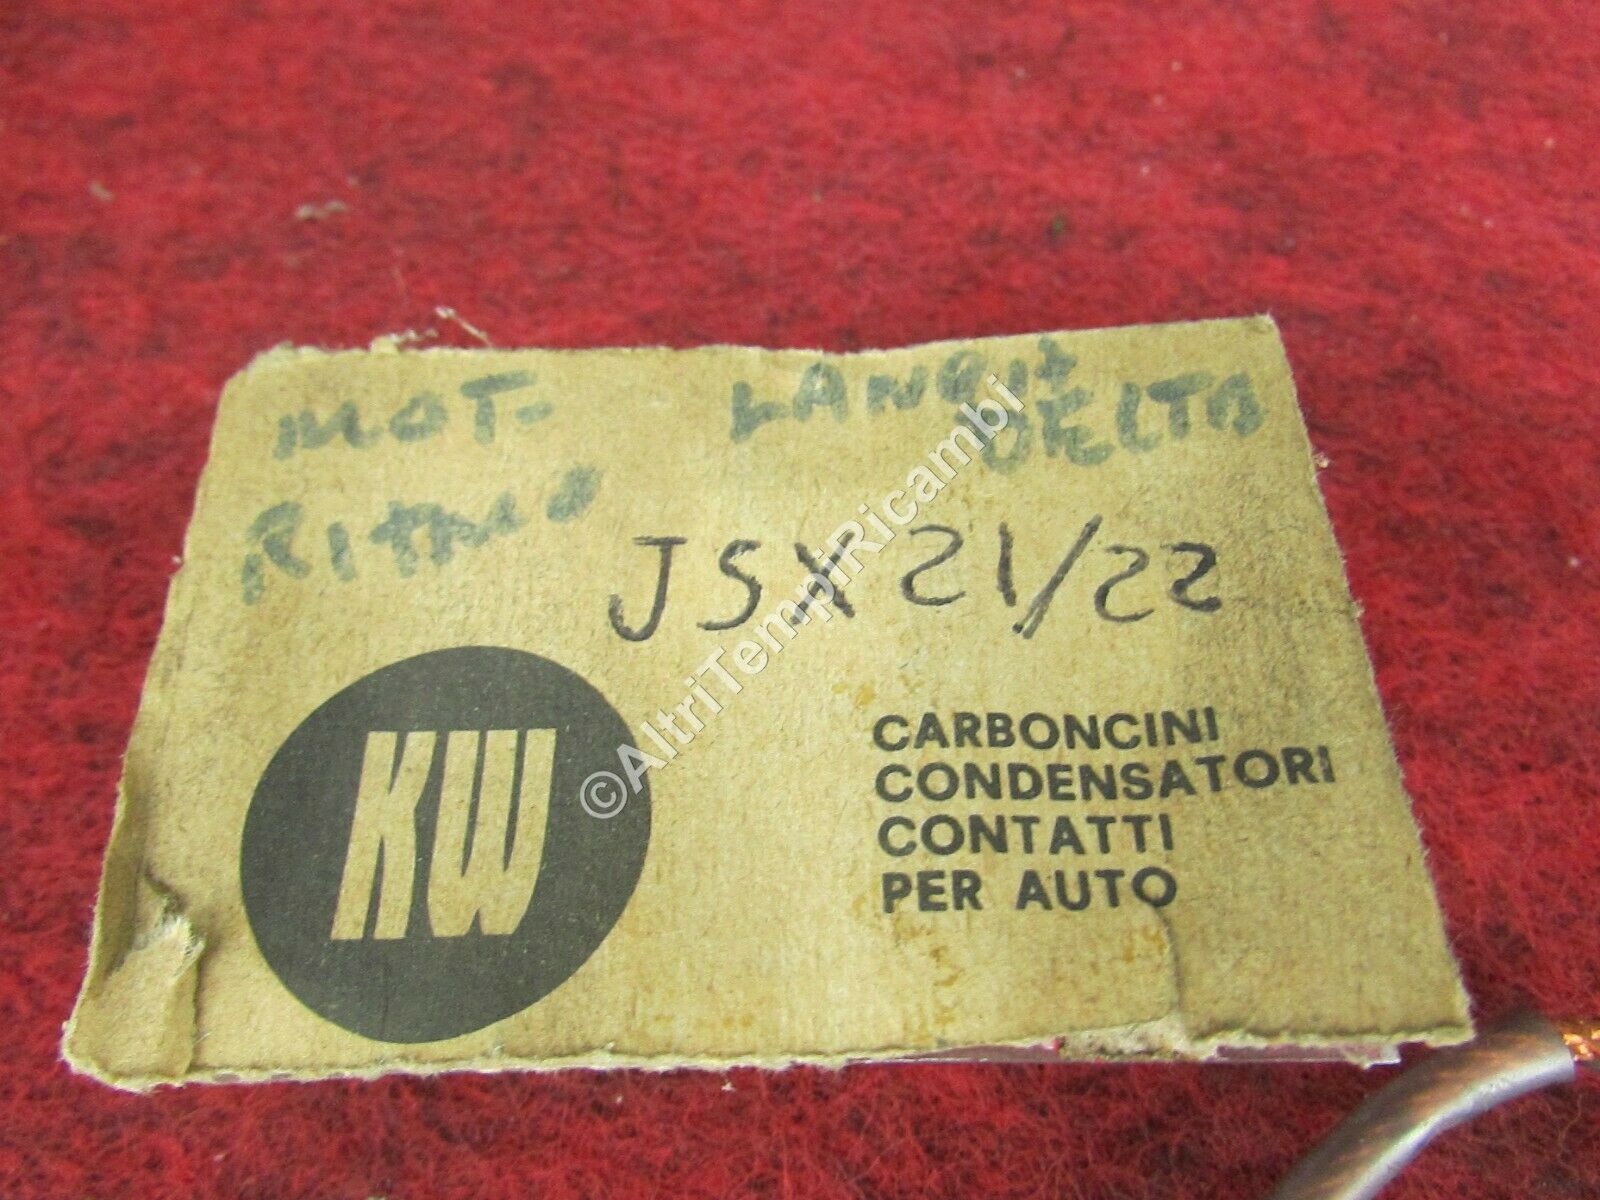 MOT. LANCIA
DELTA
RITMO
JSX 21/22
KW
CARBONCINI
CONDENSATORI
CONTATTI
PER AUTO
©AltriTempiRicambi